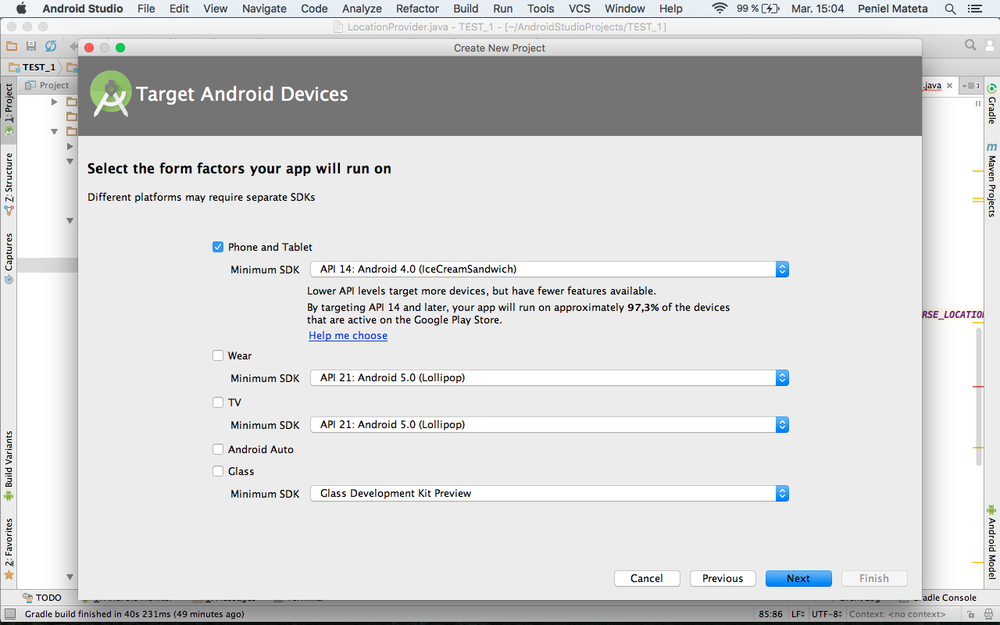 Android Studio File Edit View Navigate Code Analyze Refactor Build Run Tools VCS Window Help 99 % Mar. 15:04 Peniel Mateta
LocationProvider.java - TEST_1 - [~/AndroidStudioProjects/TEST_1]
Create New Project
TEST_1
Project
.java
3
1: Project
Z: Structure
Captures
Build Variants
2: Favorites
Target Android Devices
Select the form factors your app will run on
Different platforms may require separate SDKs
Phone and Tablet
Minimum SDK API 14: Android 4.0 (IceCreamSandwich)
Lower API levels target more devices, but have fewer features available.
By targeting API 14 and later, your app will run on approximately 97,3% of the devices
that are active on the Google Play Store.
Help me choose
Wear
Minimum SDK API 21: Android 5.0 (Lollipop)
TV
Minimum SDK API 21: Android 5.0 (Lollipop)
Android Auto
Glass
Minimum SDK Glass Development Kit Preview
Cancel Previous Next Finish
Gradle
m
Maven Projects
RSE_LOCATION
Android Model
TODO
Gradle Console
Gradle build finished in 40s 231ms (49 minutes ago) 85:86 LF UTF-8 Context: <no context>